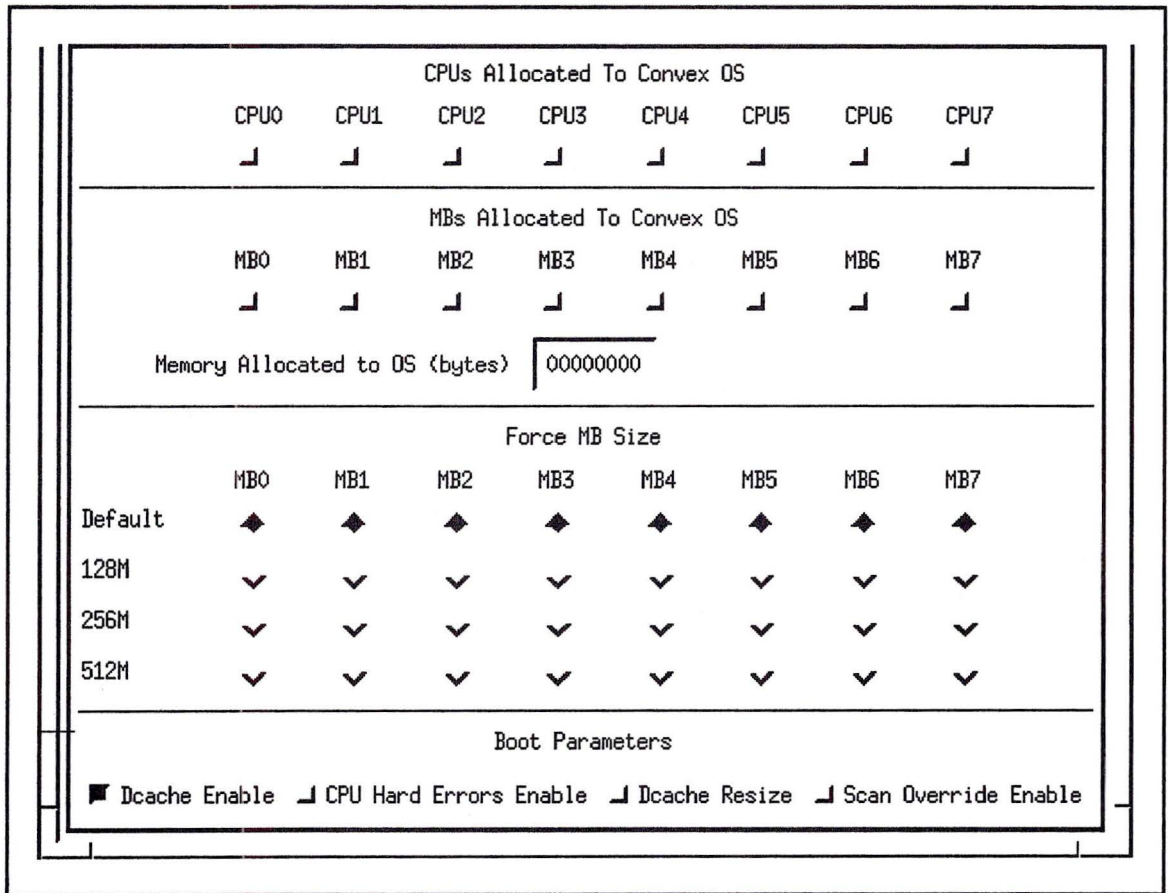 CPUs Allocated To Convex OS
CPU0 CPU1 CPU2 CPU3 CPU4 CPU5 CPU6 CPU7
MBs Allocated To Convex OS
MB0 MB1 MB2 MB3 MB4 MB5 MB6 MB7
Memory Allocated to OS (bytes) 00000000
Force MB Size
MB0 MB1 MB2 MB3 MB4 MB5 MB6 MB7
Default
128M
256M
512M
Boot Parameters
Dcache Enable CPU Hard Errors Enable Dcache Resize Scan Override Enable